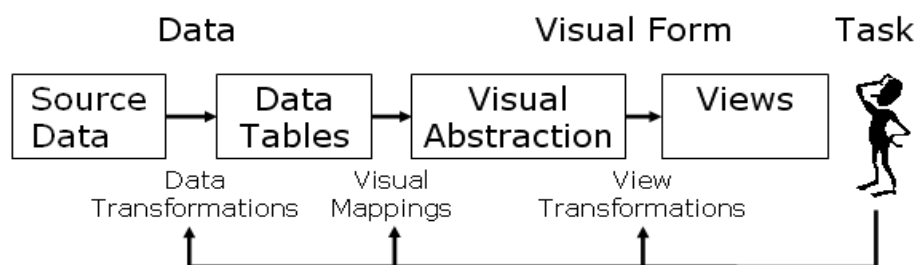 Data
Visual Form
Task
Source
Data
Data
Tables
Visual
Abstraction
Views
Data
Transformations
Visual
Mappings
View
Transformations